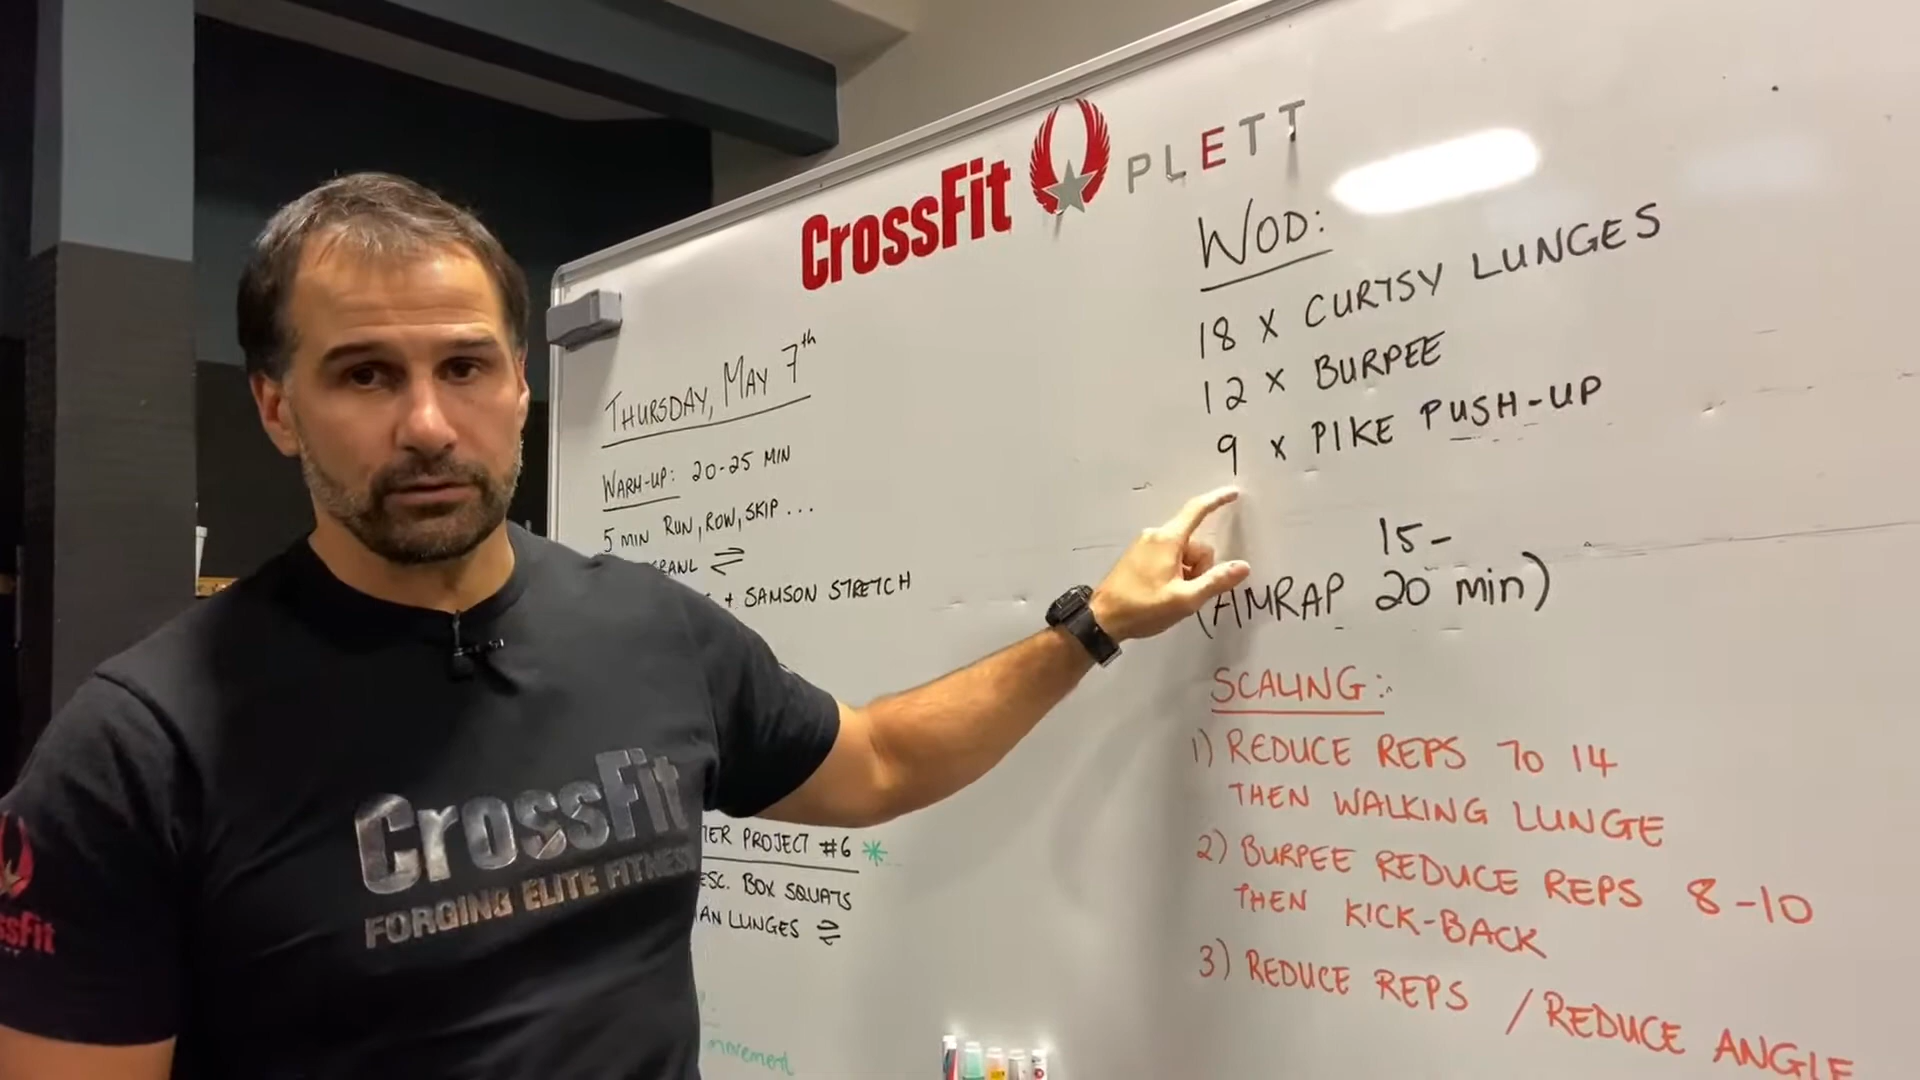 CROSSFIT PLETT
THURSDAY, MAY 7th
WARM-UP: 20-25 MIN
5 MIN RUN, ROW, SKIP...
+ SAMSON STRETCH
PROJECT #6 *
BOX SQUATS
LUNGES
movement
WOD:
18 x CURTSY LUNGES
12 x BURPEE
9 x PIKE PUSH-UP
15-
(AMRAP 20 min)
SCALING:
1) REDUCE REPS TO 14
THEN WALKING LUNGE
2) BURPEE REDUCE REPS 8-10
THEN KICK-BACK
3) REDUCE REPS / REDUCE ANGLE
CROSSFIT
FORGING ELITE FITNESS